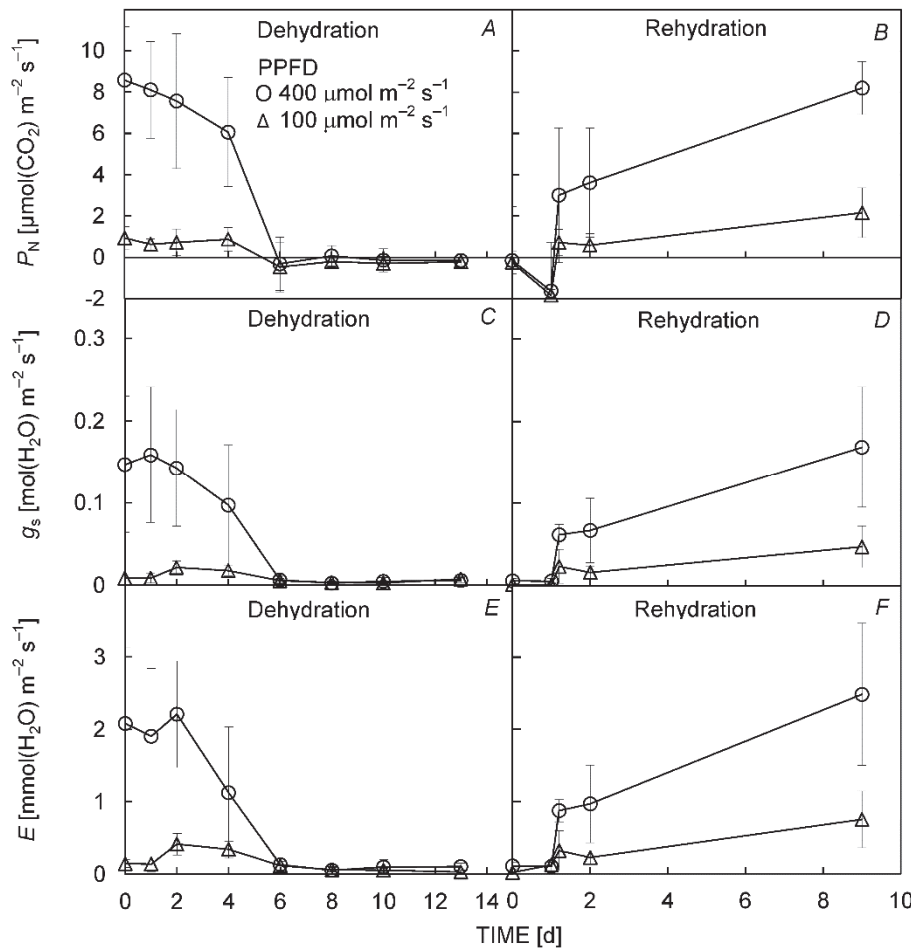 Dehydration A
PPFD
○ 400 μmol m⁻² s⁻¹
△ 100 μmol m⁻² s⁻¹
Rehydration B
P_N [μmol(CO₂) m⁻² s⁻¹]
10
8
6
4
2
0
-2
Dehydration C
Rehydration D
g_s [mol(H₂O) m⁻² s⁻¹]
0.3
0.2
0.1
0
Dehydration E
Rehydration F
E [mmol(H₂O) m⁻² s⁻¹]
3
2
1
0
0 2 4 6 8 10 12 14 0 2 4 6 8 10
TIME [d]